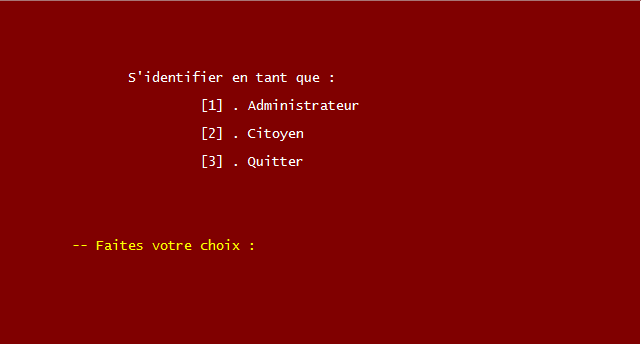 S'identifier en tant que :
[1] . Administrateur
[2] . Citoyen
[3] . Quitter
-- Faites votre choix :